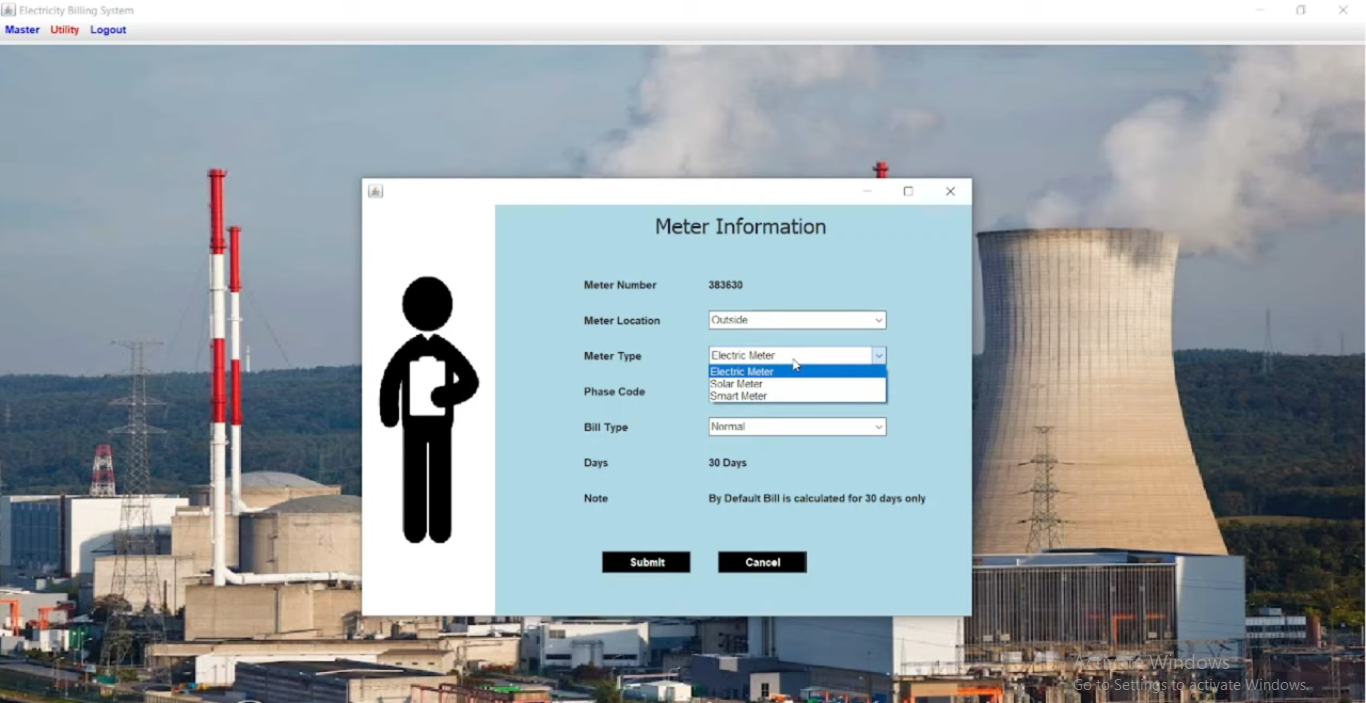 Electricity Billing System
Master Utility Logout
Meter Information
Meter Number 383630
Meter Location Outside
Meter Type Electric Meter
Electric Meter
Solar Meter
Smart Meter
Phase Code
Bill Type Normal
Days 30 Days
Note By Default Bill is calculated for 30 days only
Submit Cancel
Activate Windows
Go to Settings to activate Windows.